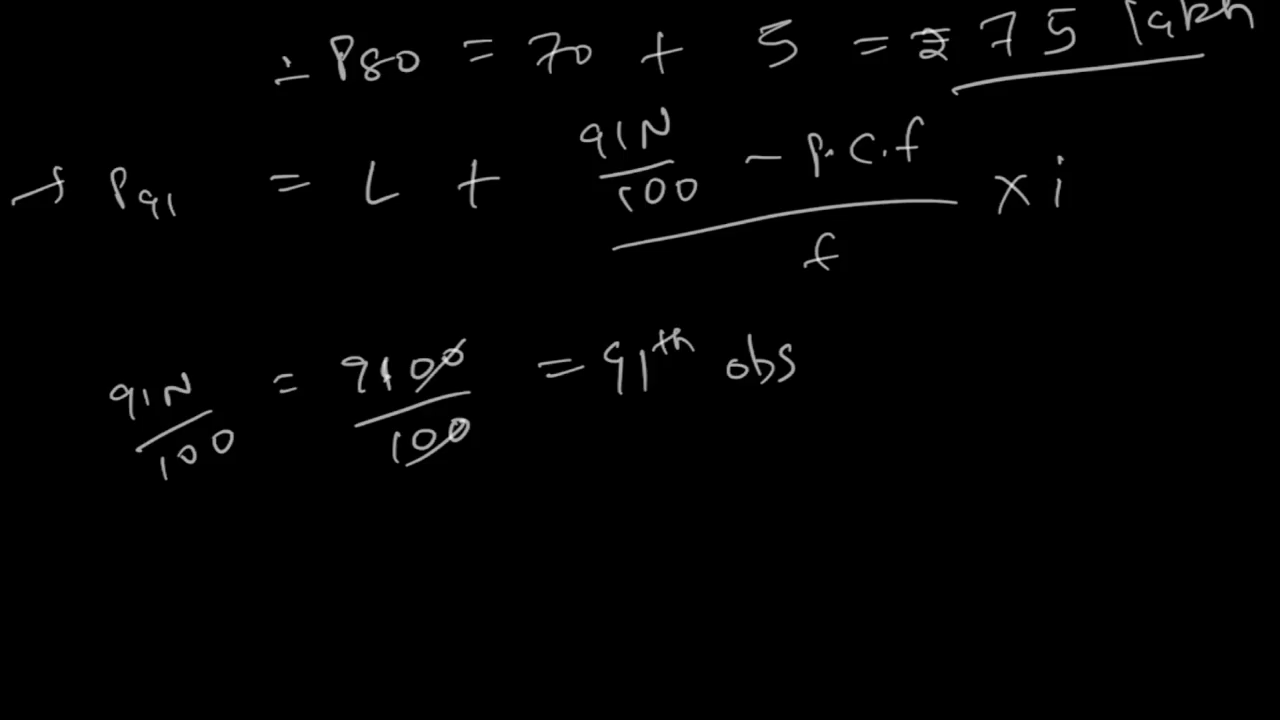 ∴ P80 = 70 + 5 = ₹ 75 lakh
→ P91 = L + (91N/100 - p.c.f)/f × i
91N/100 = 9100/100 = 91th obs